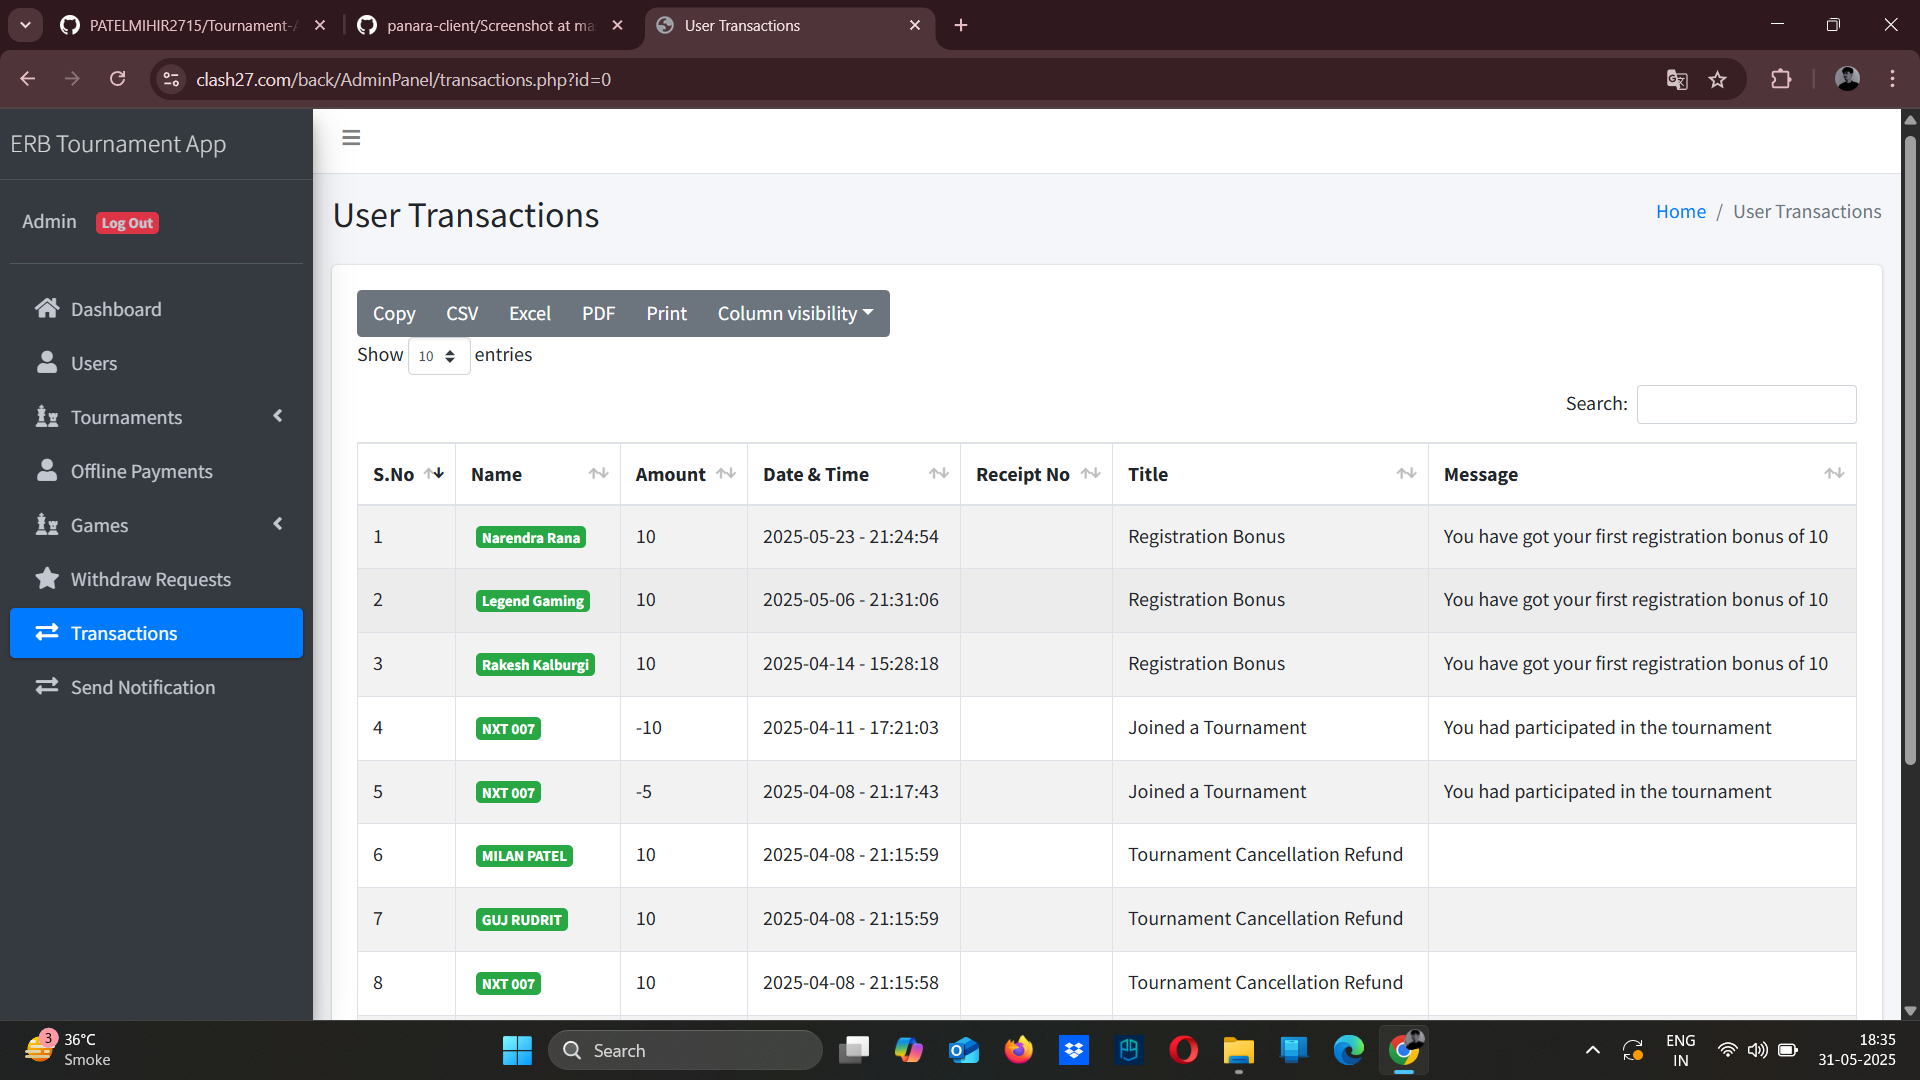 PATELMIHIR2715/Tournament-A
panara-client/Screenshot at ma
User Transactions
clash27.com/back/AdminPanel/transactions.php?id=0
ERB Tournament App
Admin Log Out
Dashboard
Users
Tournaments
Offline Payments
Games
Withdraw Requests
Transactions
Send Notification
User Transactions
Home / User Transactions
Copy CSV Excel PDF Print Column visibility
Show 10 entries
Search:
S.No Name Amount Date & Time Receipt No Title Message
1 Narendra Rana 10 2025-05-23 - 21:24:54 Registration Bonus You have got your first registration bonus of 10
2 Legend Gaming 10 2025-05-06 - 21:31:06 Registration Bonus You have got your first registration bonus of 10
3 Rakesh Kalburgi 10 2025-04-14 - 15:28:18 Registration Bonus You have got your first registration bonus of 10
4 NXT 007 -10 2025-04-11 - 17:21:03 Joined a Tournament You had participated in the tournament
5 NXT 007 -5 2025-04-08 - 21:17:43 Joined a Tournament You had participated in the tournament
6 MILAN PATEL 10 2025-04-08 - 21:15:59 Tournament Cancellation Refund
7 GUJ RUDRIT 10 2025-04-08 - 21:15:59 Tournament Cancellation Refund
8 NXT 007 10 2025-04-08 - 21:15:58 Tournament Cancellation Refund
3
36°C
Smoke
Search
ENG
IN
18:35
31-05-2025